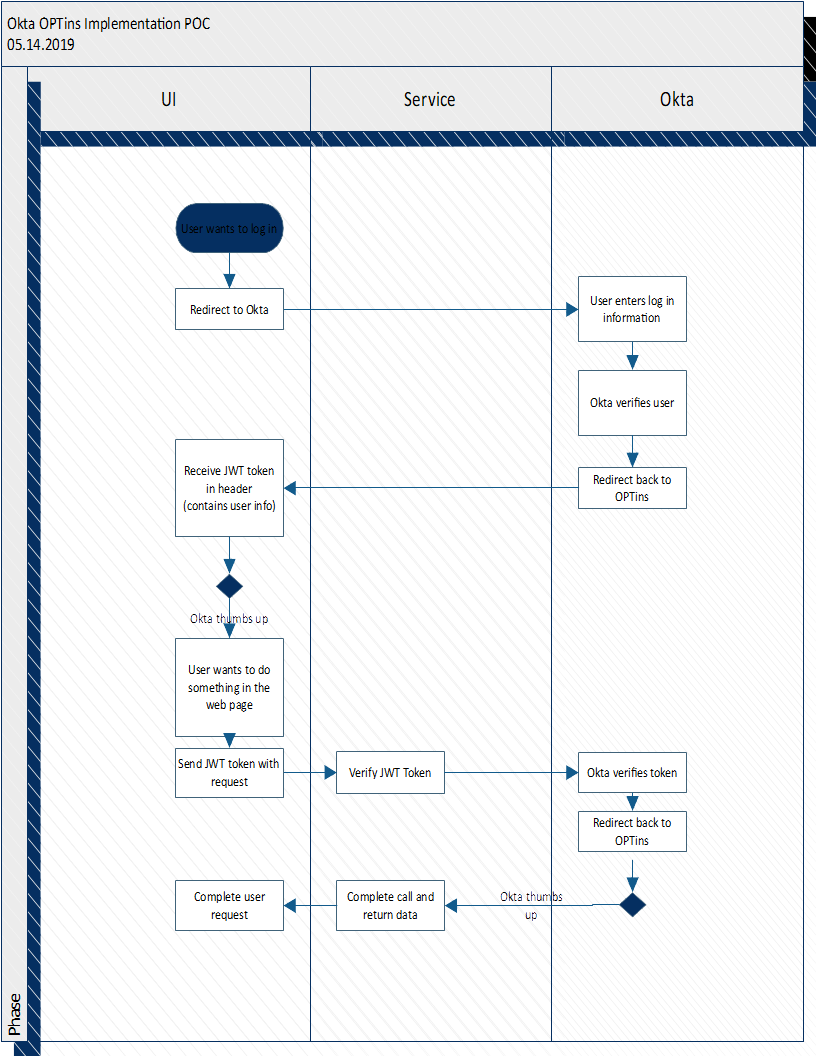 Okta OPTins Implementation POC
05.14.2019
UI
Service
Okta
User wants to log in
Redirect to Okta
User enters log in
information
Okta verifies user
Receive JWT token
in header
(contains user info)
Redirect back to
OPTins
Okta thumbs up
User wants to do
something in the
web page
Send JWT token with
request
Verify JWT Token
Okta verifies token
Redirect back to
OPTins
Complete user
request
Complete call and
return data
Okta thumbs
up
Phase